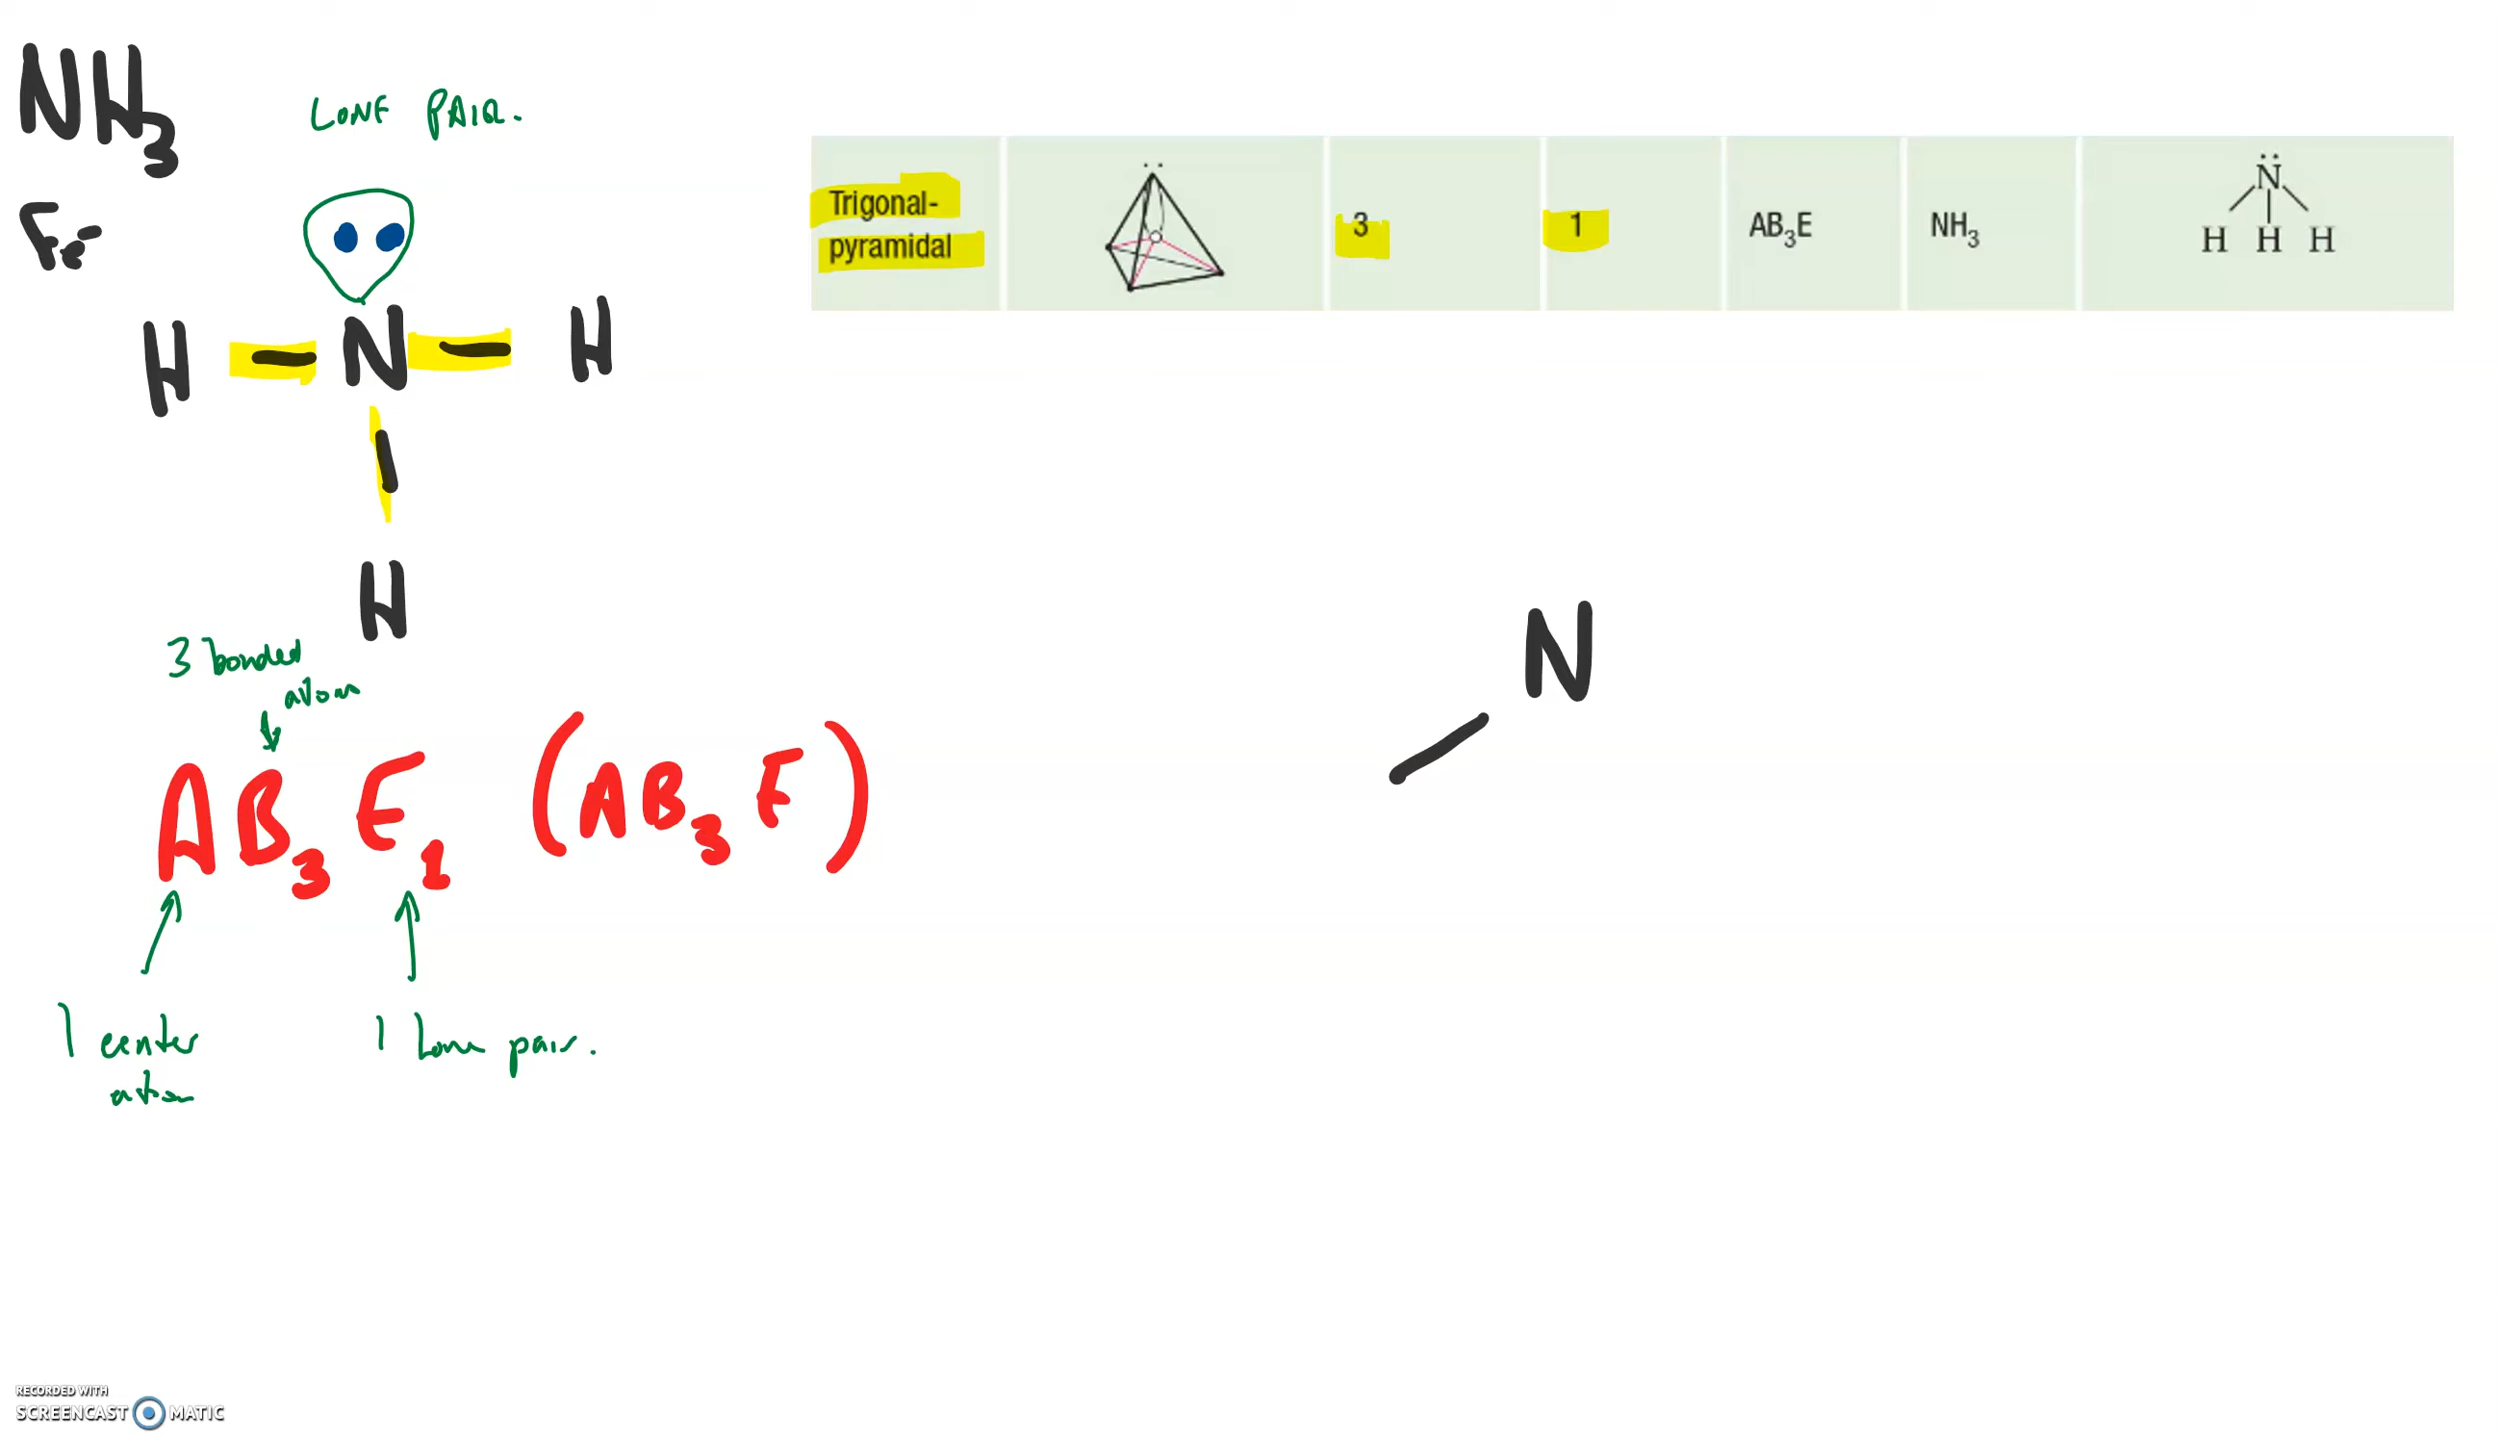 NH3
LONE PAIR.
8e-
H — N — H
H
3 bonded
atom
AB3E1 (AB3E)
1 center
atom
1 Lone pair.
Trigonal-
pyramidal
3
1
AB3E
NH3
N
H H H
N
RECORDED WITH
SCREENCAST MATIC